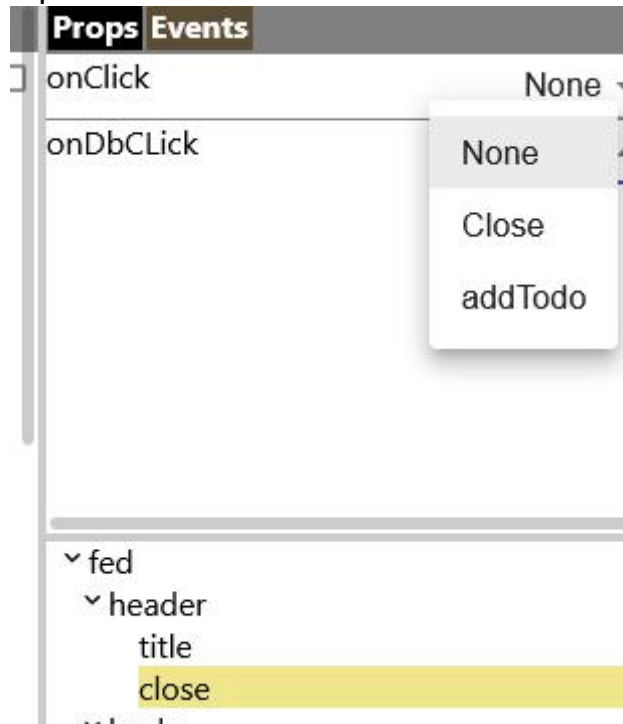 Props Events
onClick None
onDbCLick
None
Close
addTodo
fed
header
title
close